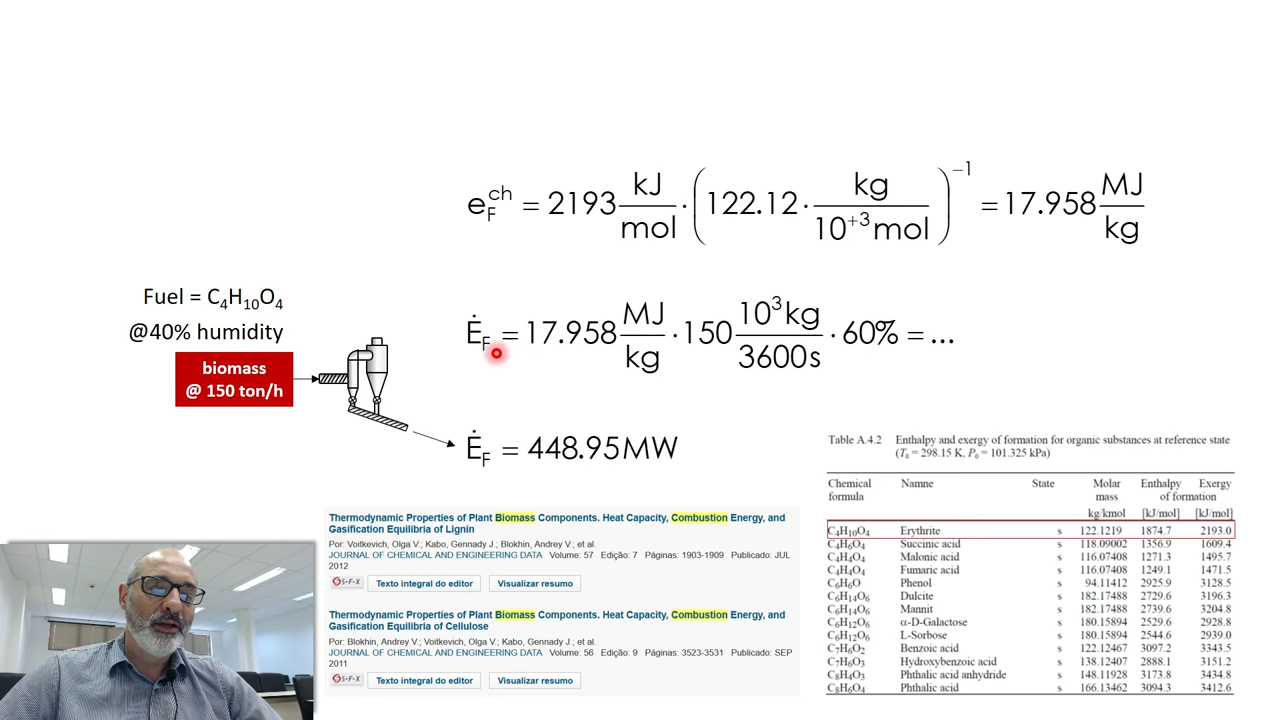 e_F^ch = 2193 kJ/mol · (122.12 · kg/10^+3 mol)^−1 = 17.958 MJ/kg
Fuel = C4H10O4
@40% humidity
biomass
@ 150 ton/h
Ė_F = 17.958 MJ/kg · 150 10^3 kg/3600s · 60% = ...
Ė_F = 448.95MW
Thermodynamic Properties of Plant Biomass Components. Heat Capacity, Combustion Energy, and
Gasification Equilibria of Lignin
Por: Voitkevich, Olga V.; Kabo, Gennady J.; Blokhin, Andrey V.; et al.
JOURNAL OF CHEMICAL AND ENGINEERING DATA Volume: 57 Edição: 7 Páginas: 1903-1909 Publicado: JUL
2012
S·F·X Texto integral do editor Visualizar resumo
Thermodynamic Properties of Plant Biomass Components. Heat Capacity, Combustion Energy, and
Gasification Equilibria of Cellulose
Por: Blokhin, Andrey V.; Voitkevich, Olga V.; Kabo, Gennady J.; et al.
JOURNAL OF CHEMICAL AND ENGINEERING DATA Volume: 56 Edição: 9 Páginas: 3523-3531 Publicado: SEP
2011
S·F·X Texto integral do editor Visualizar resumo
Table A.4.2 Enthalpy and exergy of formation for organic substances at reference state
(T0 = 298.15 K, P0 = 101.325 kPa)
Chemical Namne State Molar Enthalpy Exergy
formula mass of formation
kg/kmol [kJ/mol] [kJ/mol]
C4H10O4 Erythrite s 122.1219 1874.7 2193.0
C4H6O4 Succinic acid s 118.09002 1356.9 1609.4
C4H4O4 Malonic acid s 116.07408 1271.3 1495.7
C4H4O4 Fumaric acid s 116.07408 1249.1 1471.5
C6H6O Phenol s 94.11412 2925.9 3128.5
C6H14O6 Dulcite s 182.17488 2729.6 3196.3
C6H14O6 Mannit s 182.17488 2739.6 3204.8
C6H12O6 α-D-Galactose s 180.15894 2529.6 2928.8
C6H12O6 L-Sorbose s 180.15894 2544.6 2939.0
C7H6O2 Benzoic acid s 122.12467 3097.2 3343.5
C7H6O3 Hydroxybenzoic acid s 138.12407 2888.1 3151.2
C8H4O3 Phthalic acid anhydride s 148.11928 3173.8 3434.8
C8H6O4 Phthalic acid s 166.13462 3094.3 3412.6